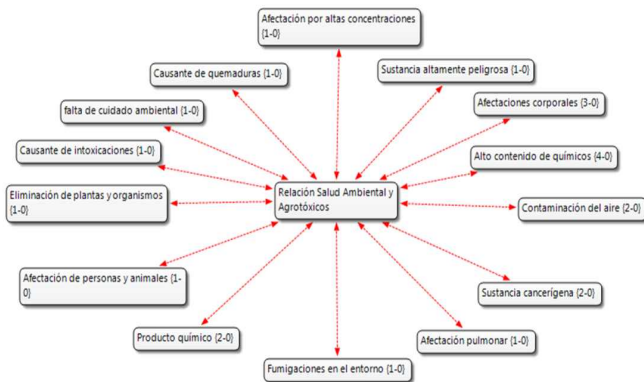 Afectación por altas concentraciones
{1-0}
Causante de quemaduras {1-0}
Sustancia altamente peligrosa {1-0}
falta de cuidado ambiental {1-0}
Afectaciones corporales {3-0}
Causante de intoxicaciones {1-0}
Alto contenido de químicos {4-0}
Eliminación de plantas y organismos
{1-0}
Relación Salud Ambiental y
Agrotóxicos
Contaminación del aire {2-0}
Afectación de personas y animales {1-
0}
Sustancia cancerígena {2-0}
Producto químico {2-0}
Afectación pulmonar {1-0}
Fumigaciones en el entorno {1-0}